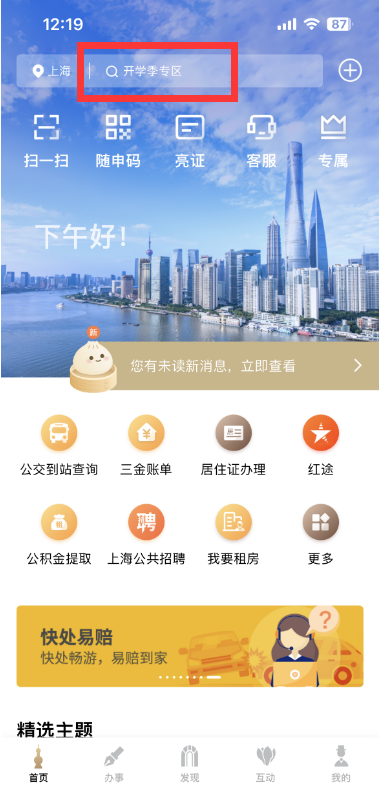 12:19
87
上海
开学季专区
扫一扫
随申码
亮证
客服
专属
下午好！
新
您有未读新消息，立即查看
公交到站查询
三金账单
居住证办理
红途
租
聘
公积金提取
上海公共招聘
我要租房
更多
快处易赔
快处畅游，易赔到家
?
精选主题
首页
办事
发现
互动
我的